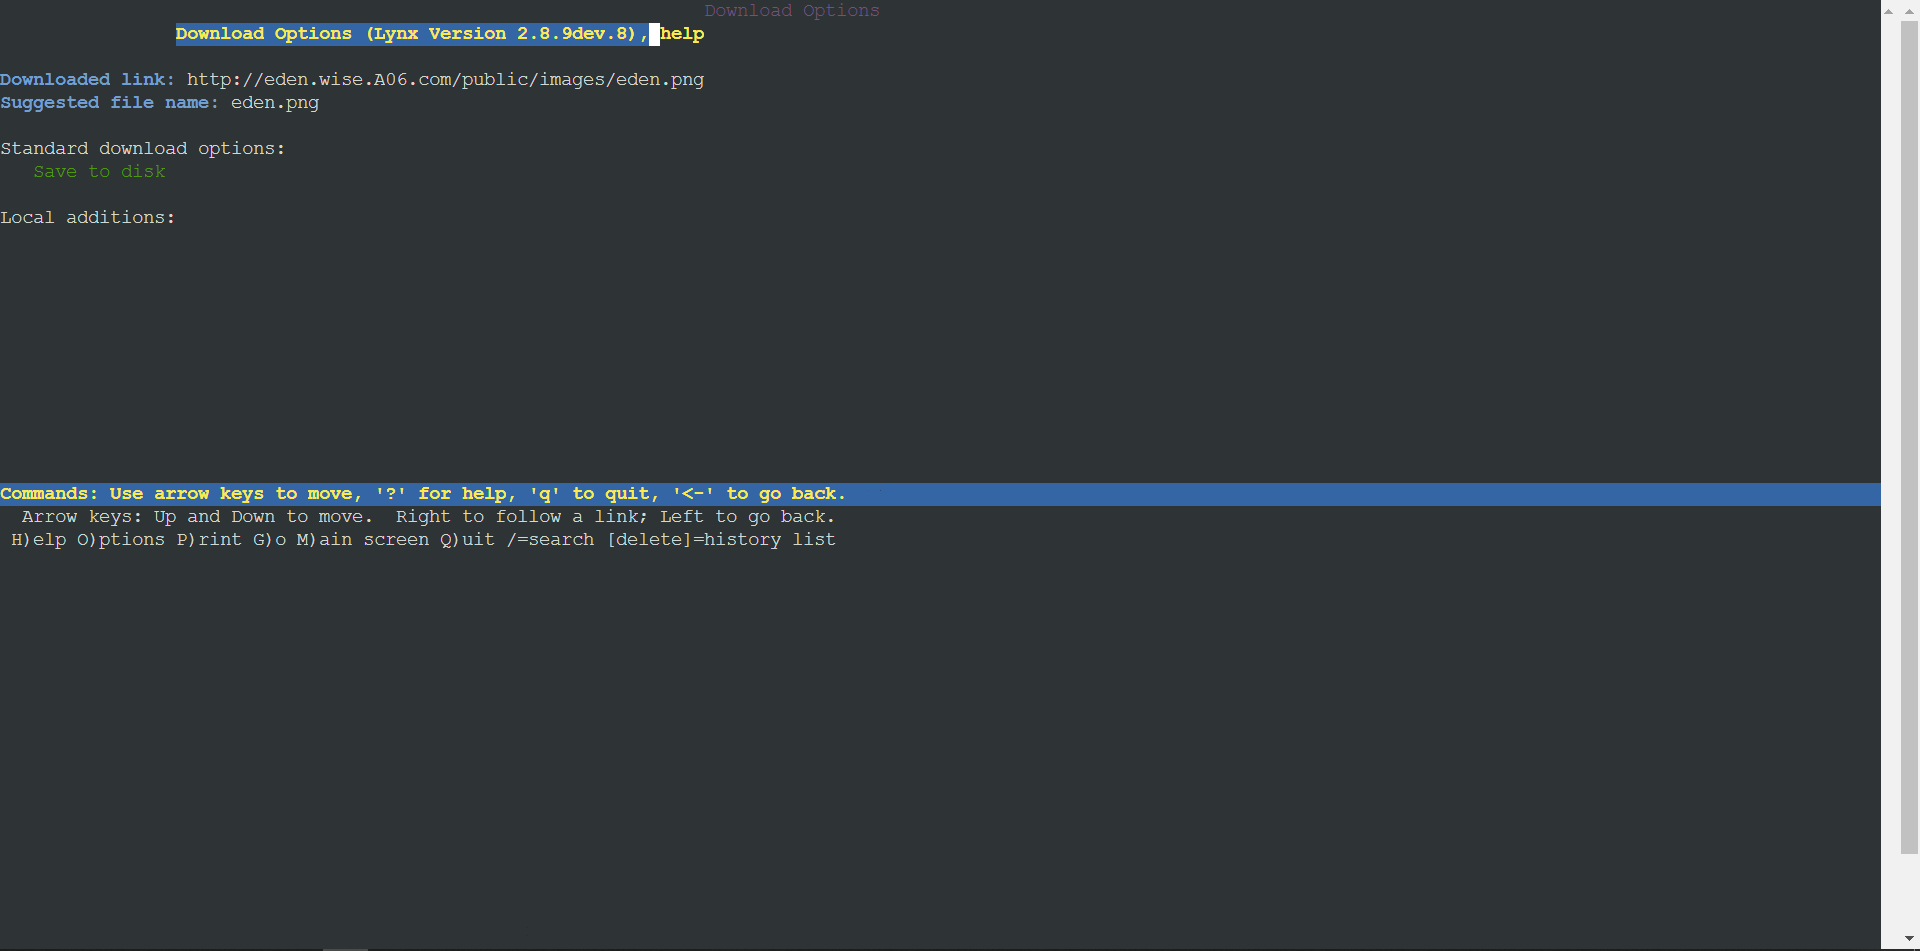 Download Options
Download Options (Lynx Version 2.8.9dev.8), help
Downloaded link: http://eden.wise.A06.com/public/images/eden.png
Suggested file name: eden.png
Standard download options:
Save to disk
Local additions:
Commands: Use arrow keys to move, '?' for help, 'q' to quit, '<-' to go back.
Arrow keys: Up and Down to move.  Right to follow a link; Left to go back.
H)elp O)ptions P)rint G)o M)ain screen Q)uit /=search [delete]=history list